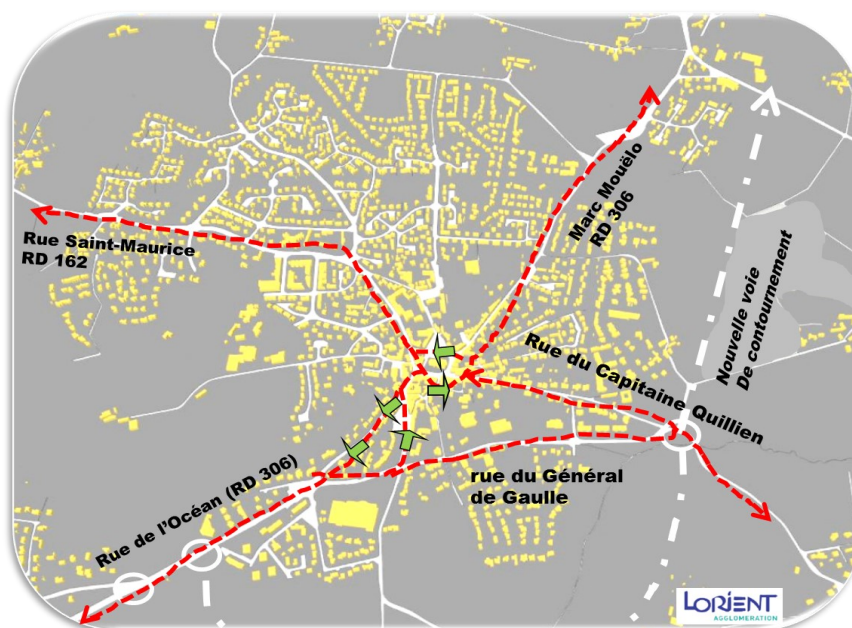 Marc Mouëlo
RD 306
Rue Saint-Maurice
RD 162
Nouvelle voie
De contournement
Rue du Capitaine Quillien
Rue de l'Océan (RD 306)
rue du Général
de Gaulle
LORIENT
AGGLOMERATION